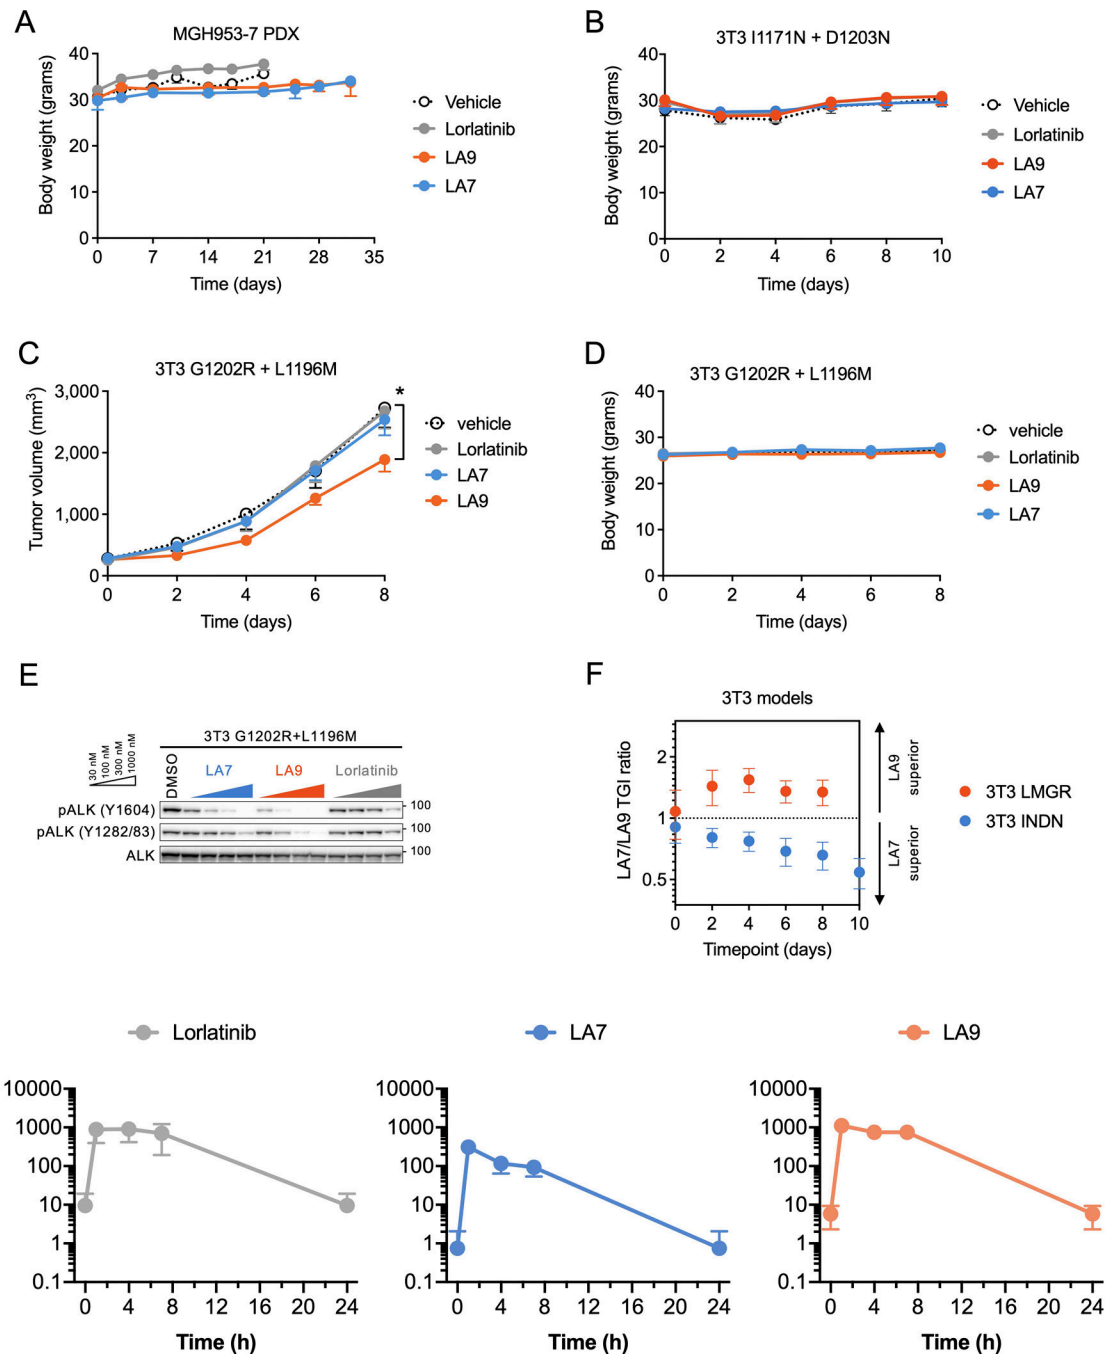 A
MGH953-7 PDX
Body weight (grams)
40
30
20
10
0
0 7 14 21 28 35
Time (days)
Vehicle
Lorlatinib
LA9
LA7
B
3T3 I1171N + D1203N
Body weight (grams)
40
30
20
10
0
0 2 4 6 8 10
Time (days)
Vehicle
Lorlatinib
LA9
LA7
C
3T3 G1202R + L1196M
Tumor volume (mm³)
3,000
2,000
1,000
0
0 2 4 6 8
Time (days)
*
vehicle
Lorlatinib
LA7
LA9
D
3T3 G1202R + L1196M
Body weight (grams)
40
30
20
10
0
0 2 4 6 8
Time (days)
vehicle
Lorlatinib
LA9
LA7
E
3T3 G1202R+L1196M
30 nM
100 nM
300 nM
1000 nM
DMSO
LA7 LA9 Lorlatinib
pALK (Y1604) 100
pALK (Y1282/83) 100
ALK 100
F
3T3 models
LA7/LA9 TGI ratio
2
1
0.5
0 2 4 6 8 10
Timepoint (days)
LA9 superior
LA7 superior
3T3 LMGR
3T3 INDN
Lorlatinib
10000
1000
100
10
1
0.1
0 4 8 12 16 20 24
Time (h)
LA7
10000
1000
100
10
1
0.1
0 4 8 12 16 20 24
Time (h)
LA9
10000
1000
100
10
1
0.1
0 4 8 12 16 20 24
Time (h)